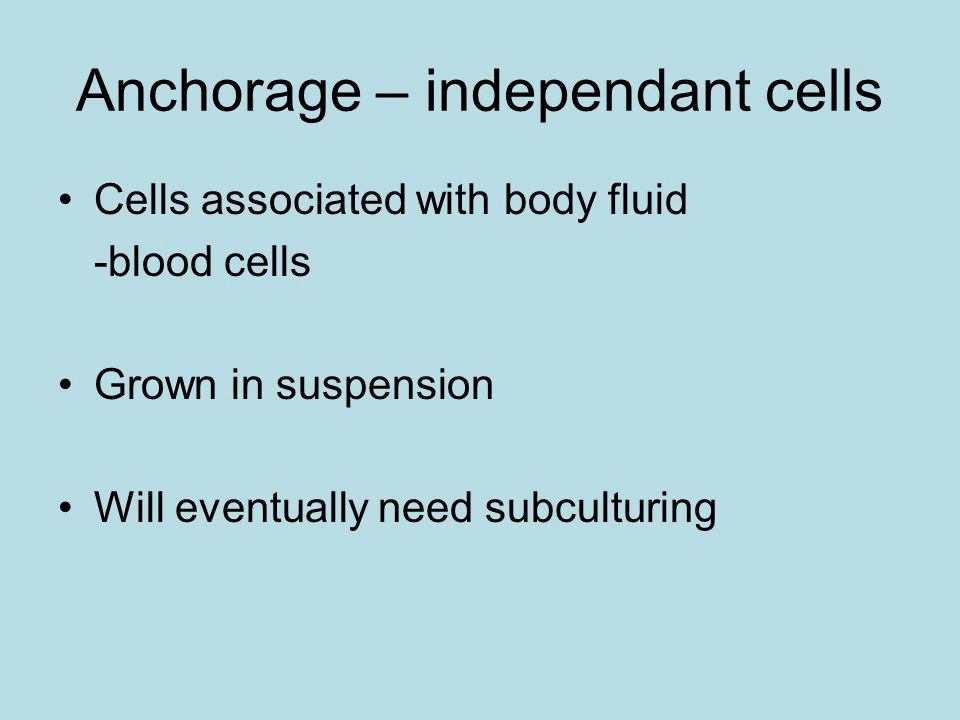 Anchorage – independant cells
• Cells associated with body fluid
-blood cells
• Grown in suspension
• Will eventually need subculturing